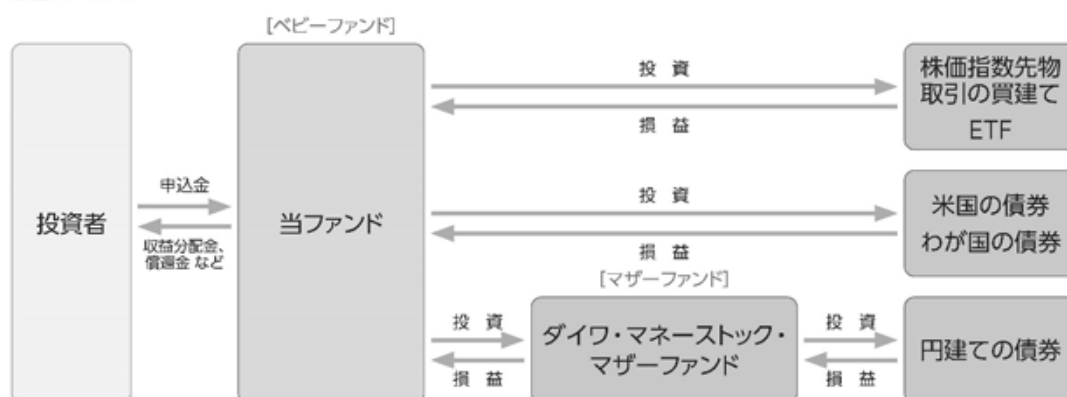 [ベビーファンド]
投資者
申込金
収益分配金、
償還金 など
当ファンド
投 資
損 益
株価指数先物
取引の買建て
ETF
投 資
損 益
米国の債券
わが国の債券
[マザーファンド]
投 資
損 益
ダイワ・マネーストック・
マザーファンド
投 資
損 益
円建ての債券